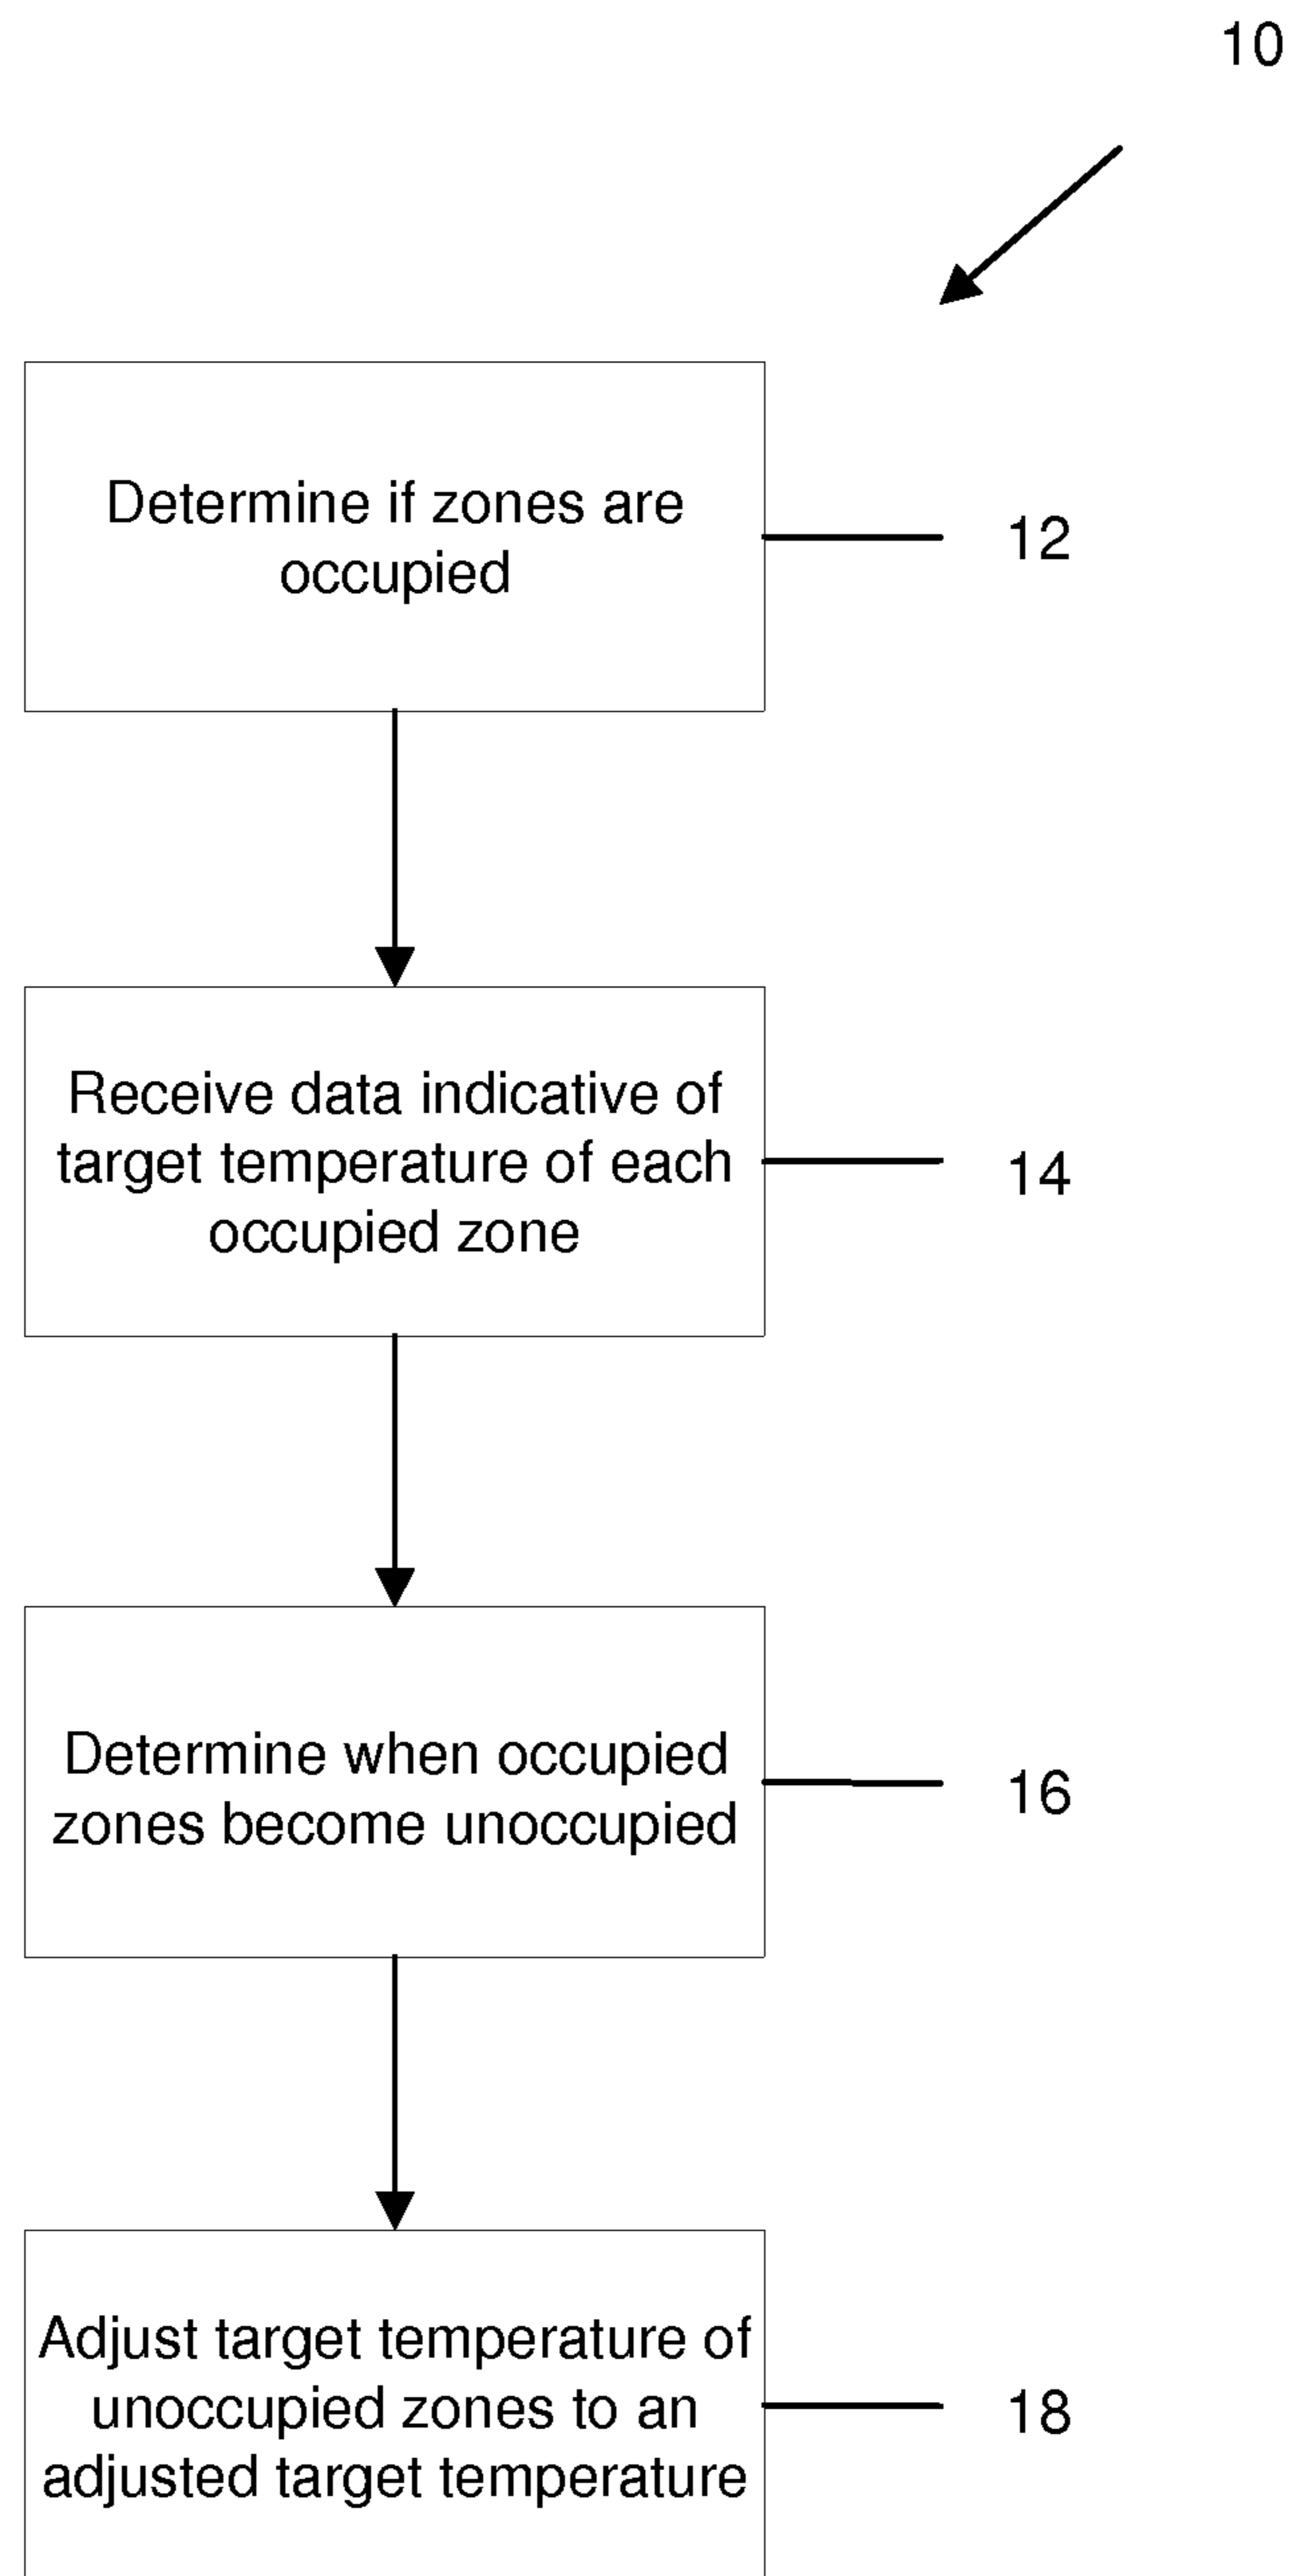 10
Determine if zones are
occupied
12
Receive data indicative of
target temperature of each
occupied zone
14
Determine when occupied
zones become unoccupied
16
Adjust target temperature of
unoccupied zones to an
adjusted target temperature
18